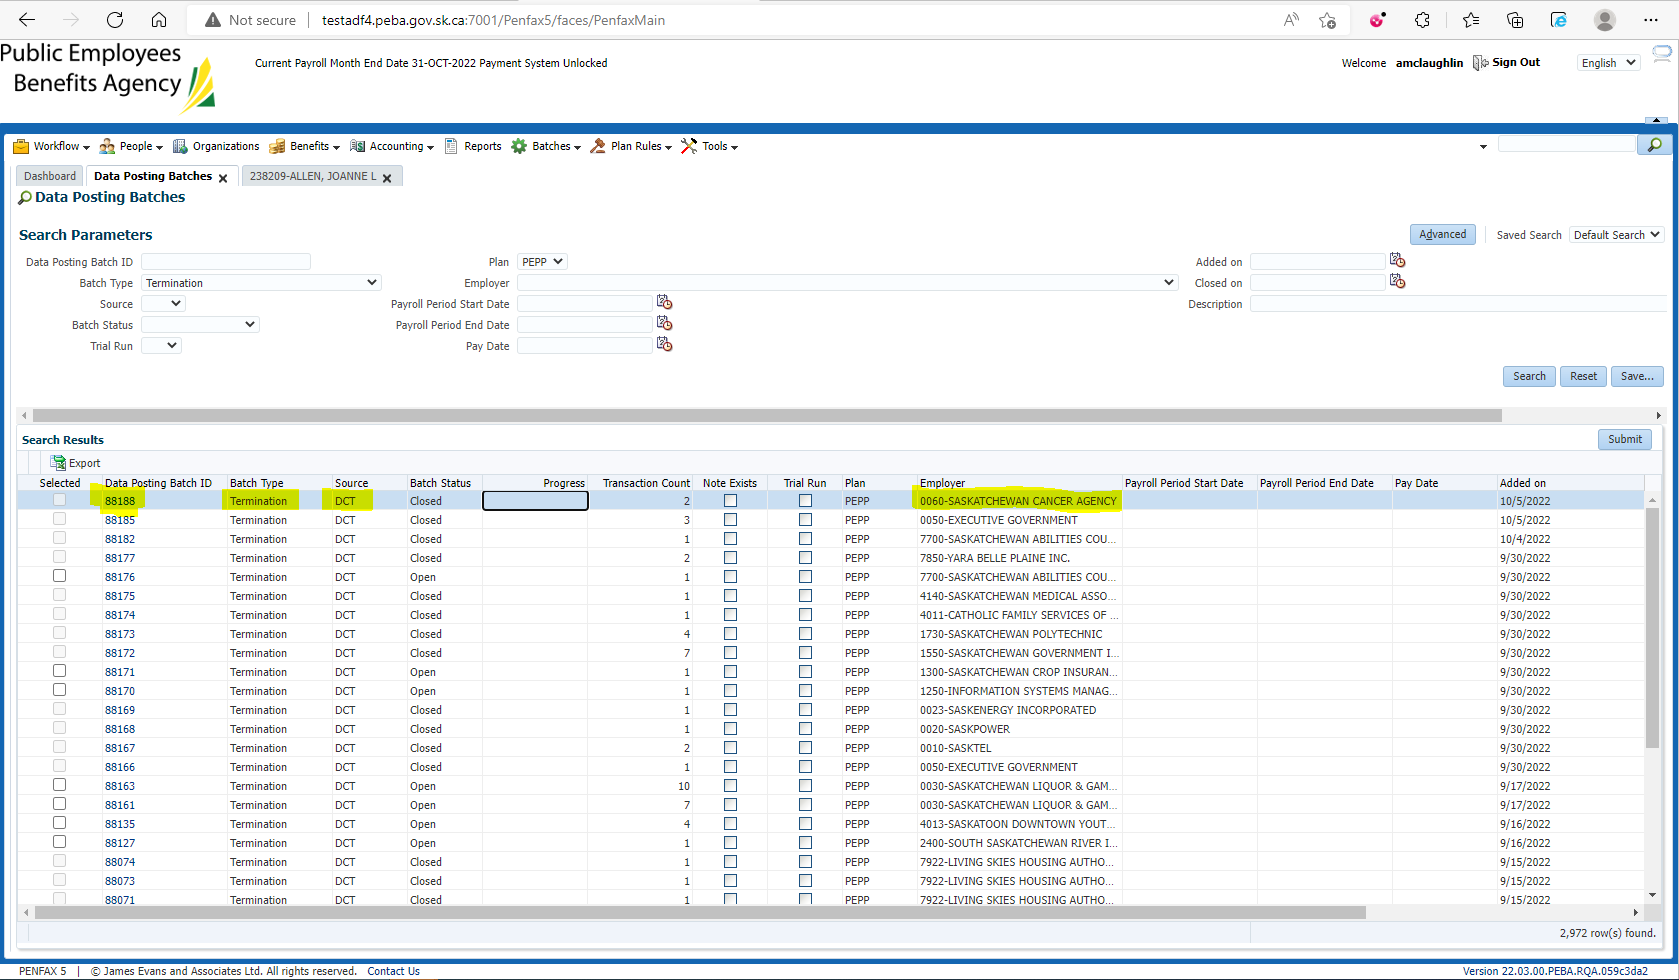 Not secure | testadf4.peba.gov.sk.ca:7001/Penfax5/faces/PenfaxMain
Public Employees
Benefits Agency
Current Payroll Month End Date 31-OCT-2022 Payment System Unlocked
Welcome amclaughlin Sign Out English
Workflow People Organizations Benefits Accounting Reports Batches Plan Rules Tools
Dashboard Data Posting Batches 238209-ALLEN, JOANNE L
Data Posting Batches
Search Parameters
Advanced Saved Search Default Search
Data Posting Batch ID Plan PEPP Added on
Batch Type Termination Employer Closed on
Source Payroll Period Start Date Description
Batch Status Payroll Period End Date
Trial Run Pay Date
Search Reset Save...
Search Results Submit
Export
Selected Data Posting Batch ID Batch Type Source Batch Status Progress Transaction Count Note Exists Trial Run Plan Employer Payroll Period Start Date Payroll Period End Date Pay Date Added on
88188 Termination DCT Closed 2 PEPP 0060-SASKATCHEWAN CANCER AGENCY 10/5/2022
88185 Termination DCT Closed 3 PEPP 0050-EXECUTIVE GOVERNMENT 10/5/2022
88182 Termination DCT Closed 1 PEPP 7700-SASKATCHEWAN ABILITIES COU... 10/4/2022
88177 Termination DCT Closed 2 PEPP 7850-YARA BELLE PLAINE INC. 9/30/2022
88176 Termination DCT Open 1 PEPP 7700-SASKATCHEWAN ABILITIES COU... 9/30/2022
88175 Termination DCT Closed 1 PEPP 4140-SASKATCHEWAN MEDICAL ASSO... 9/30/2022
88174 Termination DCT Closed 1 PEPP 4011-CATHOLIC FAMILY SERVICES OF ... 9/30/2022
88173 Termination DCT Closed 4 PEPP 1730-SASKATCHEWAN POLYTECHNIC 9/30/2022
88172 Termination DCT Closed 7 PEPP 1550-SASKATCHEWAN GOVERNMENT I... 9/30/2022
88171 Termination DCT Open 1 PEPP 1300-SASKATCHEWAN CROP INSURAN... 9/30/2022
88170 Termination DCT Open 1 PEPP 1250-INFORMATION SYSTEMS MANAG... 9/30/2022
88169 Termination DCT Closed 1 PEPP 0023-SASKENERGY INCORPORATED 9/30/2022
88168 Termination DCT Closed 1 PEPP 0020-SASKPOWER 9/30/2022
88167 Termination DCT Closed 2 PEPP 0010-SASKTEL 9/30/2022
88166 Termination DCT Closed 1 PEPP 0050-EXECUTIVE GOVERNMENT 9/30/2022
88163 Termination DCT Open 10 PEPP 0030-SASKATCHEWAN LIQUOR & GAM... 9/17/2022
88161 Termination DCT Open 7 PEPP 0030-SASKATCHEWAN LIQUOR & GAM... 9/17/2022
88135 Termination DCT Open 4 PEPP 4013-SASKATOON DOWNTOWN YOUT... 9/16/2022
88127 Termination DCT Open 1 PEPP 2400-SOUTH SASKATCHEWAN RIVER I... 9/16/2022
88074 Termination DCT Closed 1 PEPP 7922-LIVING SKIES HOUSING AUTHO... 9/15/2022
88073 Termination DCT Closed 1 PEPP 7922-LIVING SKIES HOUSING AUTHO... 9/15/2022
88071 Termination DCT Closed 1 PEPP 7922-LIVING SKIES HOUSING AUTHO... 9/15/2022
2,972 row(s) found.
PENFAX 5 | © James Evans and Associates Ltd. All rights reserved. Contact Us Version 22.03.00.PEBA.RQA.059c3da2